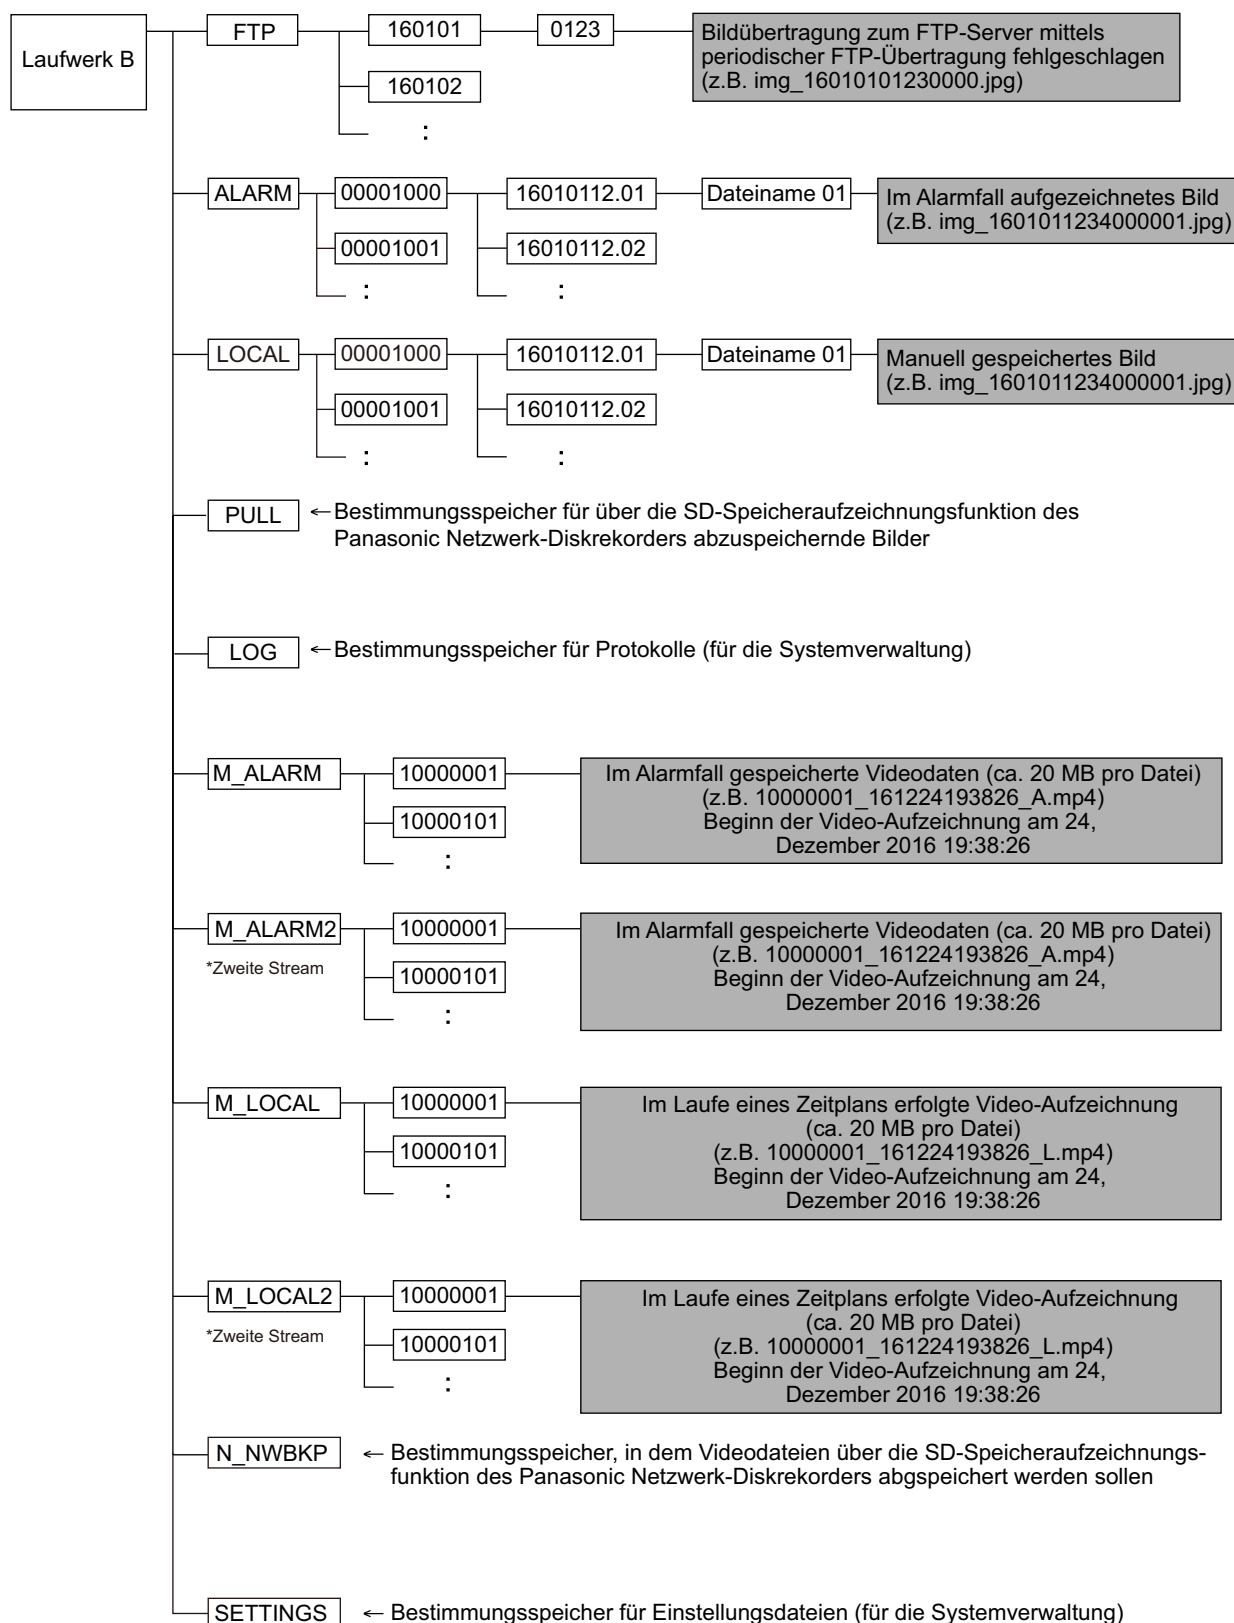 Laufwerk B
FTP
160101
0123
Bildübertragung zum FTP-Server mittels
periodischer FTP-Übertragung fehlgeschlagen
(z.B. img_16010101230000.jpg)
160102
:
ALARM
00001000
16010112.01
Dateiname 01
Im Alarmfall aufgezeichnetes Bild
(z.B. img_1601011234000001.jpg)
00001001
16010112.02
:
:
LOCAL
00001000
16010112.01
Dateiname 01
Manuell gespeichertes Bild
(z.B. img_1601011234000001.jpg)
00001001
16010112.02
:
:
PULL
← Bestimmungsspeicher für über die SD-Speicheraufzeichnungsfunktion des
Panasonic Netzwerk-Diskrekorders abzuspeichernde Bilder
LOG
← Bestimmungsspeicher für Protokolle (für die Systemverwaltung)
M_ALARM
10000001
Im Alarmfall gespeicherte Videodaten (ca. 20 MB pro Datei)
(z.B. 10000001_161224193826_A.mp4)
Beginn der Video-Aufzeichnung am 24,
Dezember 2016 19:38:26
10000101
:
M_ALARM2
*Zweite Stream
10000001
Im Alarmfall gespeicherte Videodaten (ca. 20 MB pro Datei)
(z.B. 10000001_161224193826_A.mp4)
Beginn der Video-Aufzeichnung am 24,
Dezember 2016 19:38:26
10000101
:
M_LOCAL
10000001
Im Laufe eines Zeitplans erfolgte Video-Aufzeichnung
(ca. 20 MB pro Datei)
(z.B. 10000001_161224193826_L.mp4)
Beginn der Video-Aufzeichnung am 24,
Dezember 2016 19:38:26
10000101
:
M_LOCAL2
*Zweite Stream
10000001
Im Laufe eines Zeitplans erfolgte Video-Aufzeichnung
(ca. 20 MB pro Datei)
(z.B. 10000001_161224193826_L.mp4)
Beginn der Video-Aufzeichnung am 24,
Dezember 2016 19:38:26
10000101
:
N_NWBKP
← Bestimmungsspeicher, in dem Videodateien über die SD-Speicheraufzeichnungs-
funktion des Panasonic Netzwerk-Diskrekorders abgspeichert werden sollen
SETTINGS
← Bestimmungsspeicher für Einstellungsdateien (für die Systemverwaltung)